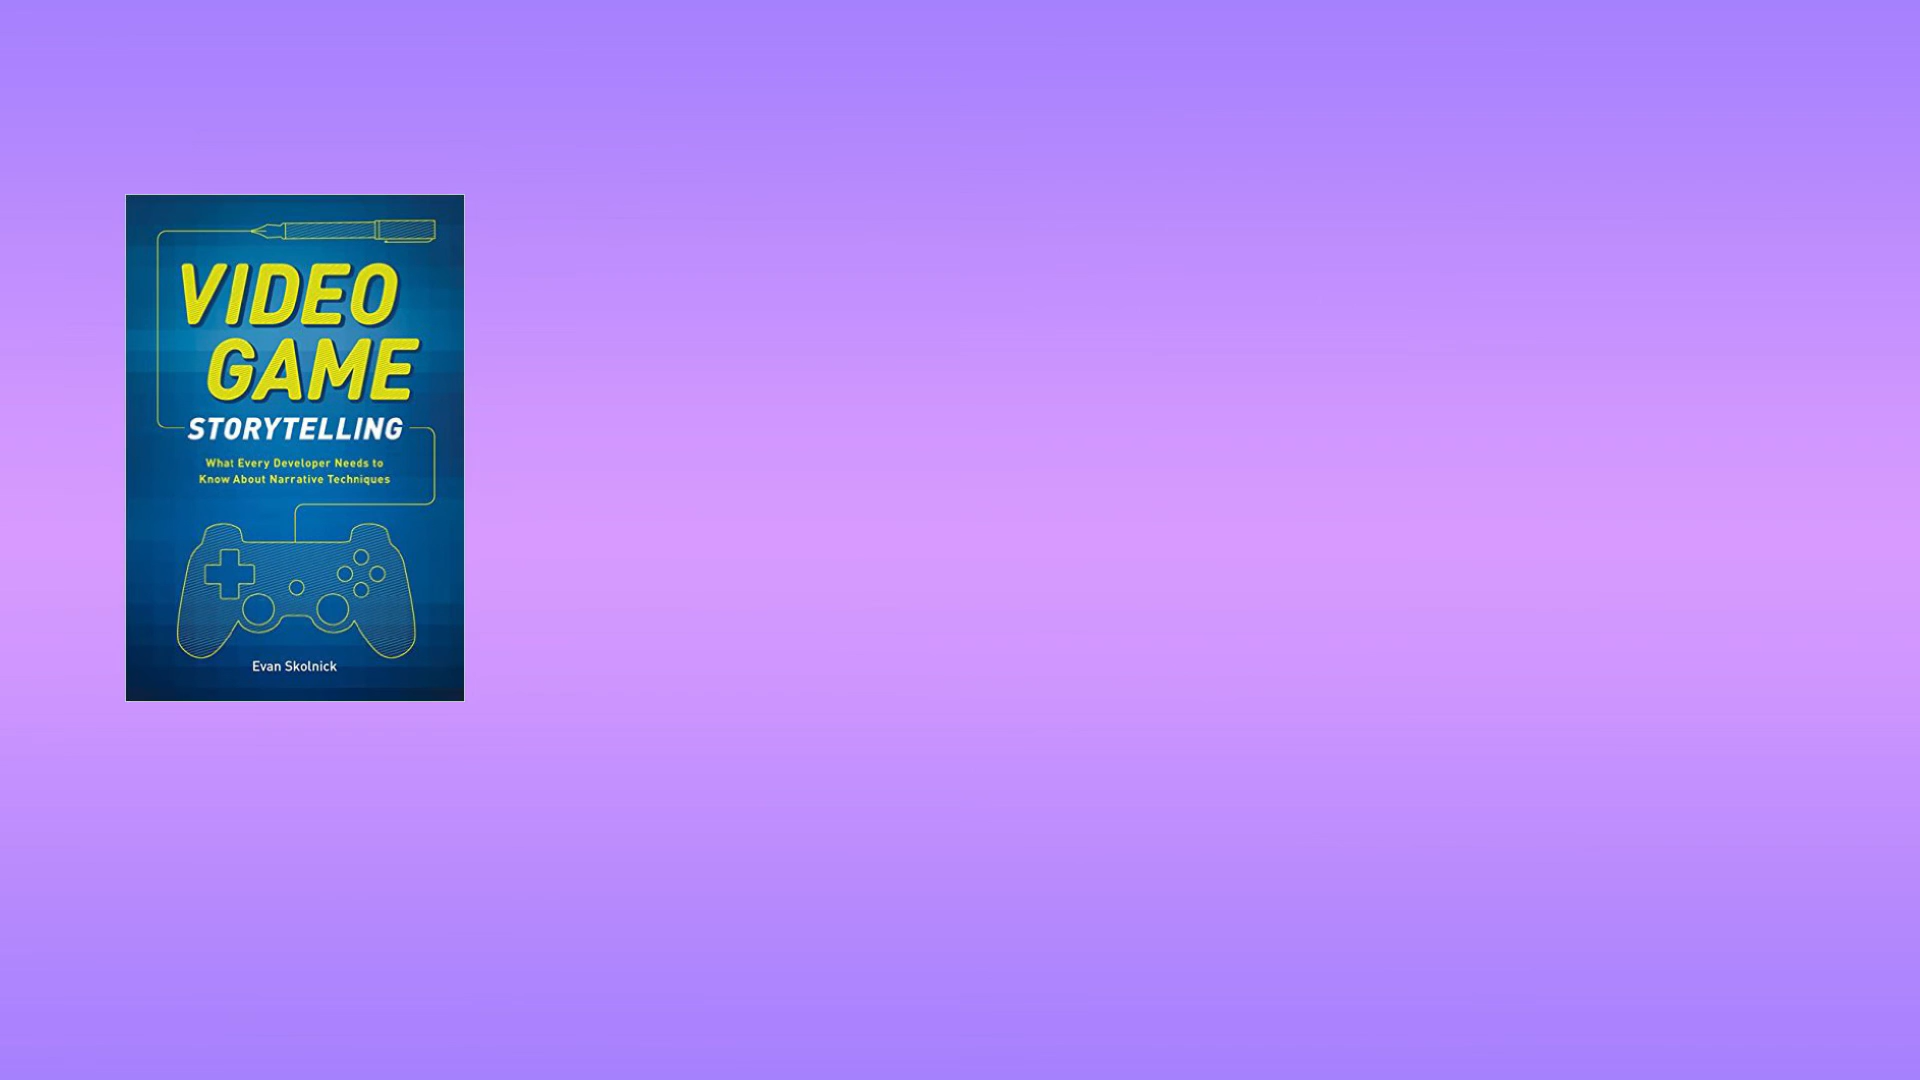 VIDEO
GAME
STORYTELLING
What Every Developer Needs to
Know About Narrative Techniques
Evan Skolnick